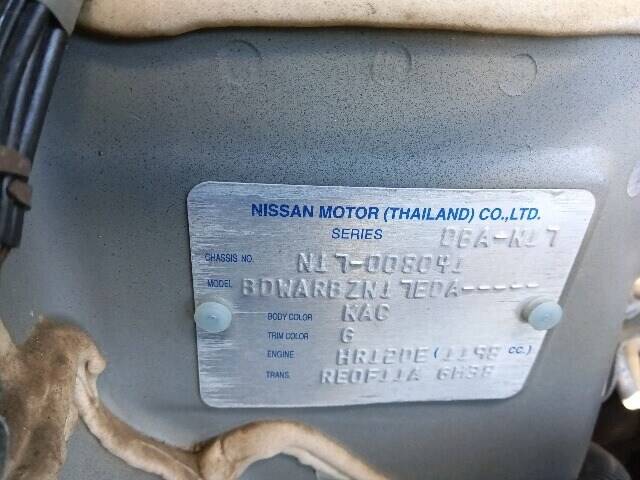 NISSAN MOTOR (THAILAND) CO.,LTD.
SERIES DBA-N17
CHASSIS NO. N17-008041
MODEL BDWARBZN17EDA-----
BODY COLOR KAC
TRIM COLOR G
ENGINE HR12DE (1198 CC.)
TRANS. RE0F11A GH38